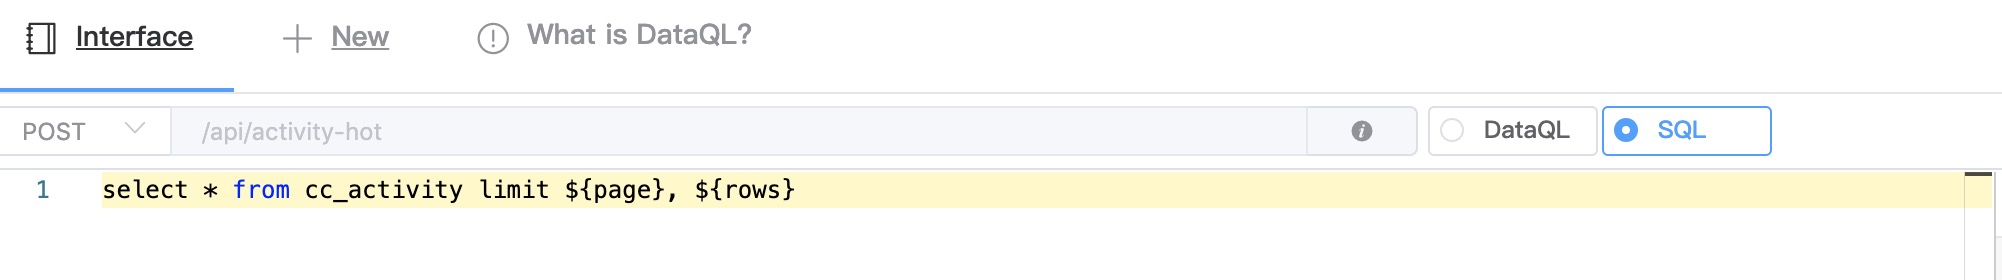 Interface New What is DataQL?
POST /api/activity-hot DataQL SQL
1 select * from cc_activity limit ${page}, ${rows}